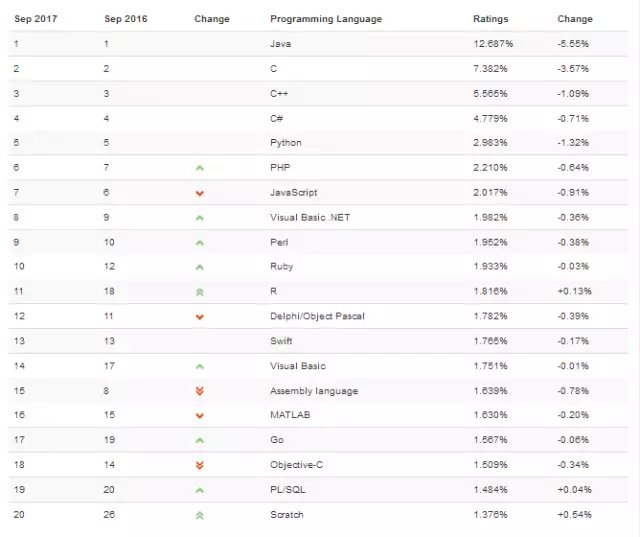 Sep 2017 Sep 2016 Change Programming Language Ratings Change
1 1 Java 12.687% -5.55%
2 2 C 7.382% -3.57%
3 3 C++ 5.565% -1.09%
4 4 C# 4.779% -0.71%
5 5 Python 2.983% -1.32%
6 7 PHP 2.210% -0.64%
7 6 JavaScript 2.017% -0.91%
8 9 Visual Basic .NET 1.982% -0.36%
9 10 Perl 1.952% -0.38%
10 12 Ruby 1.933% -0.03%
11 18 R 1.816% +0.13%
12 11 Delphi/Object Pascal 1.782% -0.39%
13 13 Swift 1.765% -0.17%
14 17 Visual Basic 1.751% -0.01%
15 8 Assembly language 1.639% -0.78%
16 15 MATLAB 1.630% -0.20%
17 19 Go 1.567% -0.06%
18 14 Objective-C 1.509% -0.34%
19 20 PL/SQL 1.484% +0.04%
20 26 Scratch 1.376% +0.54%